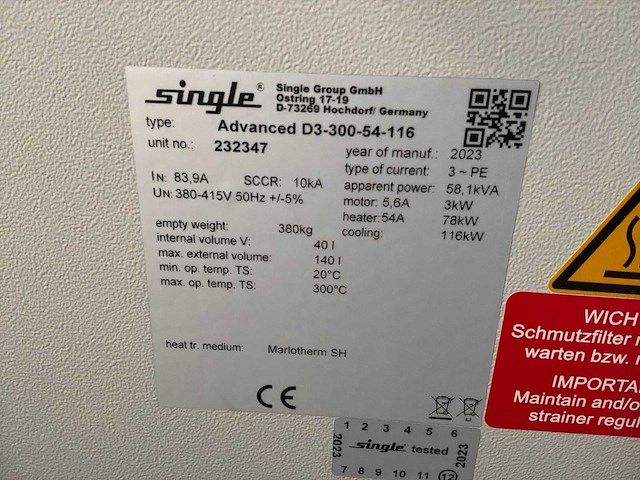 single®
Single Group GmbH
Ostring 17-19
D-73269 Hochdorf/ Germany
type: Advanced D3-300-54-116
unit no.: 232347
year of manuf.: 2023
type of current: 3 ~ PE
IN: 83,9A SCCR: 10kA
apparent power: 58,1kVA
UN: 380-415V 50Hz +/-5%
motor: 5,6A 3kW
heater:54A 78kW
cooling: 116kW
empty weight: 380kg
internal volume V: 40 l
max. external volume: 140 l
min. op. temp. TS: 20°C
max. op. temp. TS: 300°C
heat tr. medium: Marlotherm SH
CE
1 2 3 4 5 6
2023 single tested 2023
7 8 9 10 11 12
WICH
Schmutzfilter
warten bzw.
IMPORTA
Maintain and/o
strainer regul